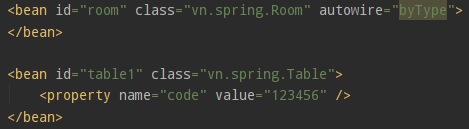 <bean id="room" class="vn.spring.Room" autowire="byType">
</bean>
<bean id="table1" class="vn.spring.Table">
    <property name="code" value="123456" />
</bean>